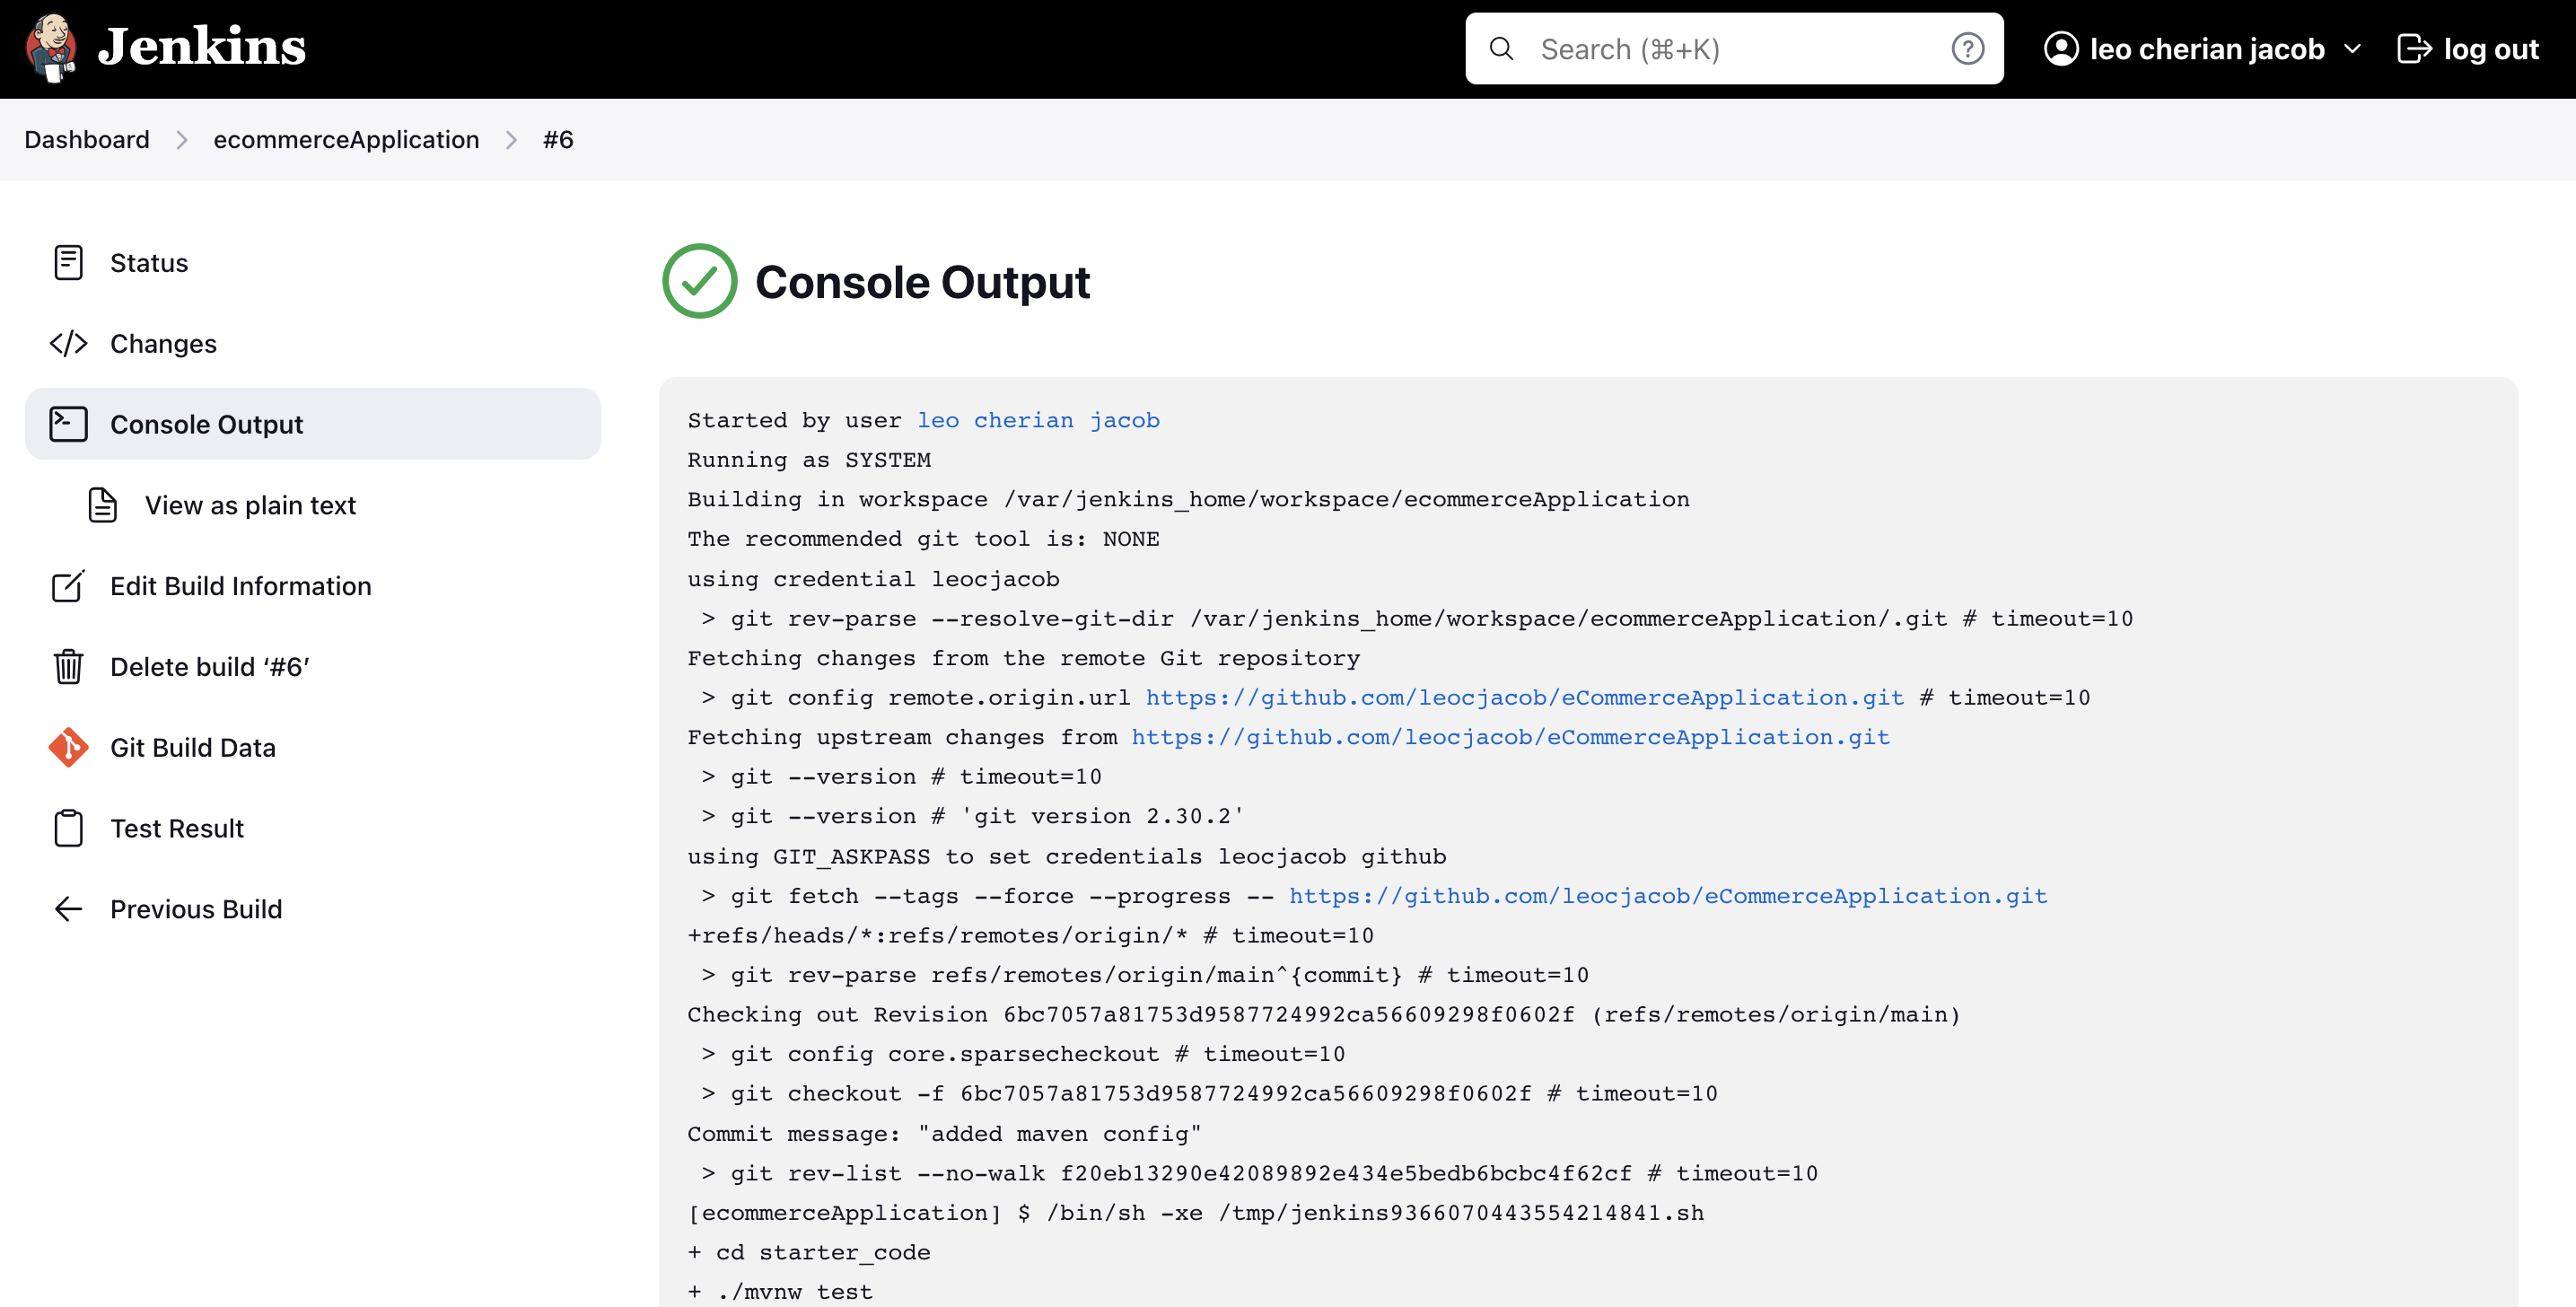 Jenkins
Search (⌘+K)
leo cherian jacob
log out
Dashboard
ecommerceApplication
#6
Status
Changes
Console Output
View as plain text
Edit Build Information
Delete build ‘#6’
Git Build Data
Test Result
Previous Build
Console Output
Started by user leo cherian jacob
Running as SYSTEM
Building in workspace /var/jenkins_home/workspace/ecommerceApplication
The recommended git tool is: NONE
using credential leocjacob
> git rev-parse --resolve-git-dir /var/jenkins_home/workspace/ecommerceApplication/.git # timeout=10
Fetching changes from the remote Git repository
> git config remote.origin.url https://github.com/leocjacob/eCommerceApplication.git # timeout=10
Fetching upstream changes from https://github.com/leocjacob/eCommerceApplication.git
> git --version # timeout=10
> git --version # 'git version 2.30.2'
using GIT_ASKPASS to set credentials leocjacob github
> git fetch --tags --force --progress -- https://github.com/leocjacob/eCommerceApplication.git
+refs/heads/*:refs/remotes/origin/* # timeout=10
> git rev-parse refs/remotes/origin/main^{commit} # timeout=10
Checking out Revision 6bc7057a81753d9587724992ca56609298f0602f (refs/remotes/origin/main)
> git config core.sparsecheckout # timeout=10
> git checkout -f 6bc7057a81753d9587724992ca56609298f0602f # timeout=10
Commit message: "added maven config"
> git rev-list --no-walk f20eb13290e42089892e434e5bedb6bcbc4f62cf # timeout=10
[ecommerceApplication] $ /bin/sh -xe /tmp/jenkins9366070443554214841.sh
+ cd starter_code
+ ./mvnw test